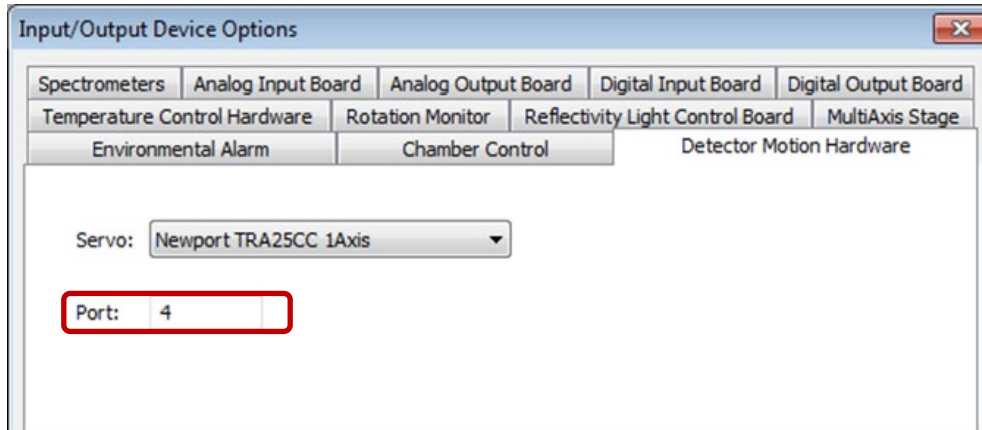 Input/Output Device Options
Spectrometers Analog Input Board Analog Output Board Digital Input Board Digital Output Board
Temperature Control Hardware Rotation Monitor Reflectivity Light Control Board MultiAxis Stage
Environmental Alarm Chamber Control Detector Motion Hardware
Servo: Newport TRA25CC 1Axis
Port: 4